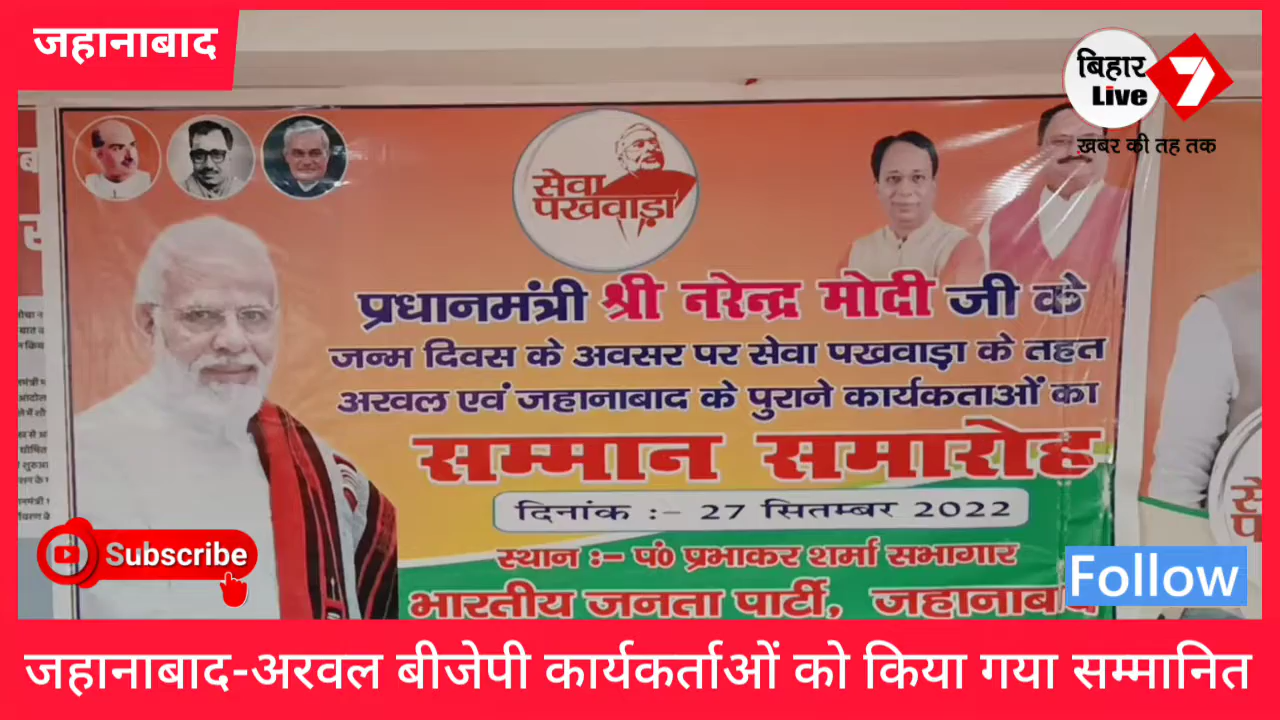 जहानाबाद
बिहार
Live
7
खबर की तह तक
सेवा
पखवाड़ा
प्रधानमंत्री श्री नरेन्द्र मोदी जी के
जन्म दिवस के अवसर पर सेवा पखवाड़ा के तहत
अरवल एवं जहानाबाद के पुराने कार्यकताओं का
सम्मान समारोह
दिनांक :- 27 सितम्बर 2022
स्थान :- पं० प्रभाकर शर्मा सभागार
भारतीय जनता पार्टी, जहानाबाद
Subscribe
Follow
जहानाबाद-अरवल बीजेपी कार्यकर्ताओं को किया गया सम्मानित